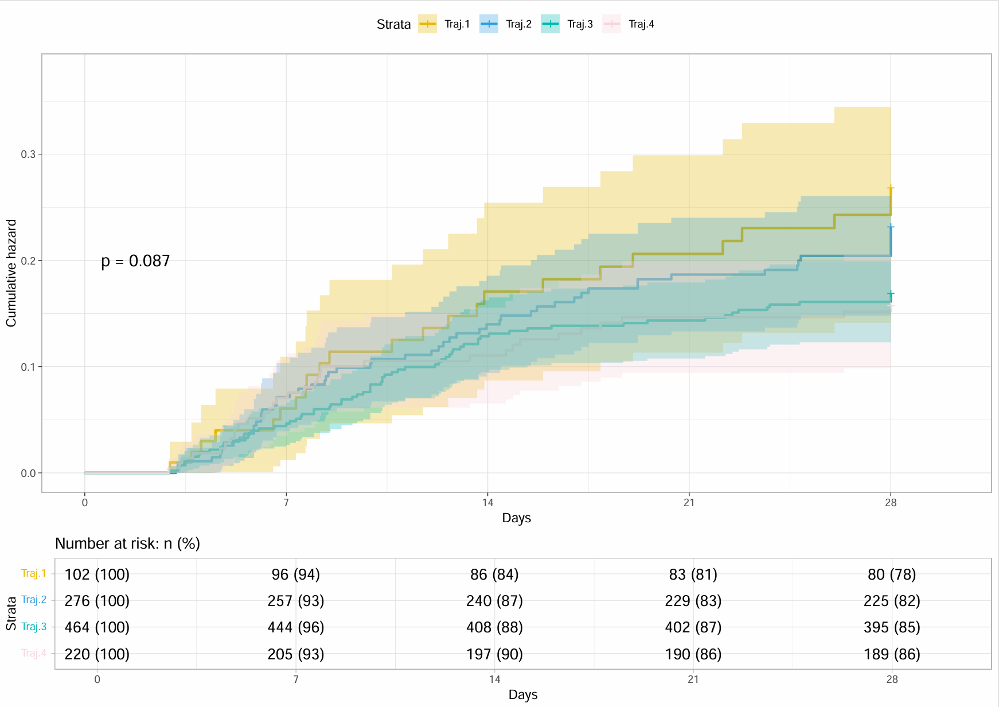 Strata Traj.1 Traj.2 Traj.3 Traj.4
Cumulative hazard
0.3
0.2
0.1
0.0
p = 0.087
0 7 14 21 28
Days
Number at risk: n (%)
Strata
Traj.1 102 (100) 96 (94) 86 (84) 83 (81) 80 (78)
Traj.2 276 (100) 257 (93) 240 (87) 229 (83) 225 (82)
Traj.3 464 (100) 444 (96) 408 (88) 402 (87) 395 (85)
Traj.4 220 (100) 205 (93) 197 (90) 190 (86) 189 (86)
0 7 14 21 28
Days